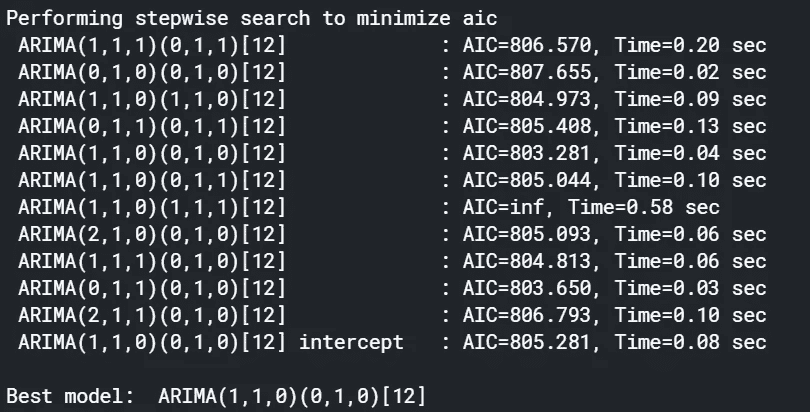 Performing stepwise search to minimize aic
 ARIMA(1,1,1)(0,1,1)[12]             : AIC=806.570, Time=0.20 sec
 ARIMA(0,1,0)(0,1,0)[12]             : AIC=807.655, Time=0.02 sec
 ARIMA(1,1,0)(1,1,0)[12]             : AIC=804.973, Time=0.09 sec
 ARIMA(0,1,1)(0,1,1)[12]             : AIC=805.408, Time=0.13 sec
 ARIMA(1,1,0)(0,1,0)[12]             : AIC=803.281, Time=0.04 sec
 ARIMA(1,1,0)(0,1,1)[12]             : AIC=805.044, Time=0.10 sec
 ARIMA(1,1,0)(1,1,1)[12]             : AIC=inf, Time=0.58 sec
 ARIMA(2,1,0)(0,1,0)[12]             : AIC=805.093, Time=0.06 sec
 ARIMA(1,1,1)(0,1,0)[12]             : AIC=804.813, Time=0.06 sec
 ARIMA(0,1,1)(0,1,0)[12]             : AIC=803.650, Time=0.03 sec
 ARIMA(2,1,1)(0,1,0)[12]             : AIC=806.793, Time=0.10 sec
 ARIMA(1,1,0)(0,1,0)[12] intercept   : AIC=805.281, Time=0.08 sec

Best model:  ARIMA(1,1,0)(0,1,0)[12]